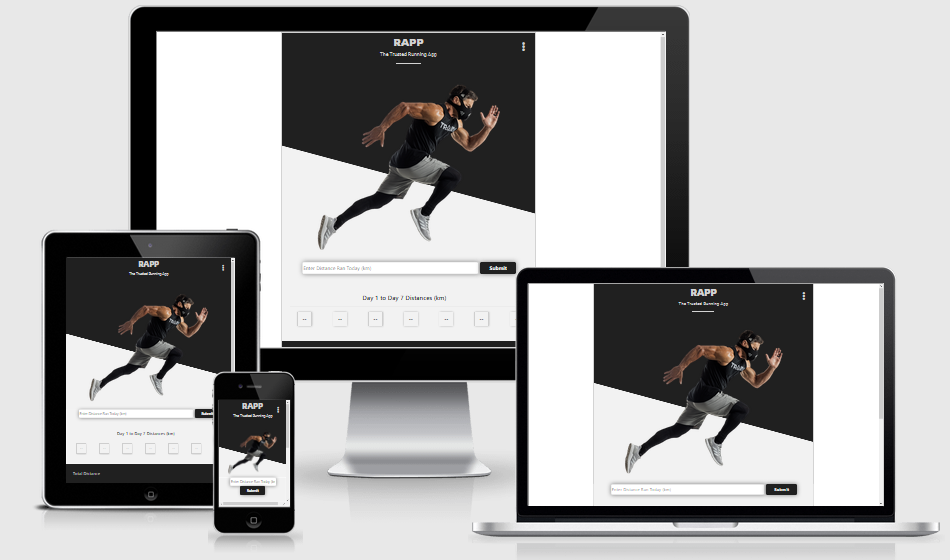 RAPP
The Trusted Running App
TRAIN
Enter Distance Ran Today (km)
Submit
Day 1 to Day 7 Distances (km)
-- -- -- -- -- --
RAPP
The Trusted Running App
Enter Distance Ran Today (km)
Submit
Day 1 to Day 7 Distances (km)
-- -- -- -- -- --
Total Distance
RAPP
The Trusted Running App
Enter Distance Ran Today (k
Submit
RAPP
The Trusted Running App
TRAIN
Enter Distance Ran Today (km)
Submit